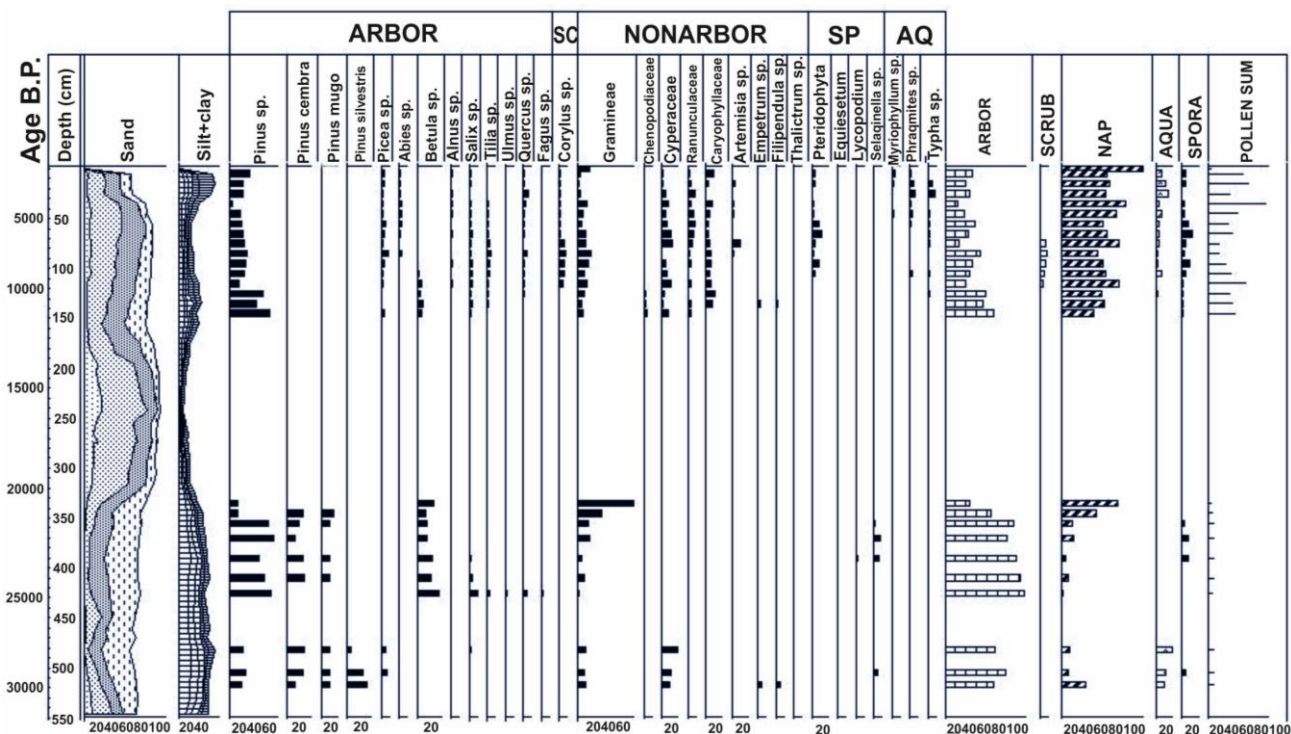 ARBOR SC NONARBOR SP AQ
Age B.P.
Depth (cm)
Sand
Silt+clay
Pinus sp.
Pinus cembra
Pinus mugo
Pinus silvestris
Picea sp.
Abies sp.
Betula sp.
Alnus sp.
Salix sp.
Tilia sp.
Ulmus sp.
Quercus sp.
Fagus sp.
Corylus sp.
Gramineae
Chenopodiaceae
Cyperaceae
Ranunculaceae
Caryophyllaceae
Artemisia sp.
Empetrum sp.
Filipendula sp.
Thalictrum sp.
Pteridophyta
Equiesetum
Lycopodium
Selaqinella sp.
Myriophyllum sp.
Phraqmites sp.
Typha sp.
ARBOR
SCRUB
NAP
AQUA
SPORA
POLLEN SUM
5000 50
100
10000
150
200
15000
250
300
20000
350
400
25000
450
500
30000
550
20406080100 2040 204060 20 20 20 204060 20 20 20 20406080100 20 20406080100 20 20 20406080100